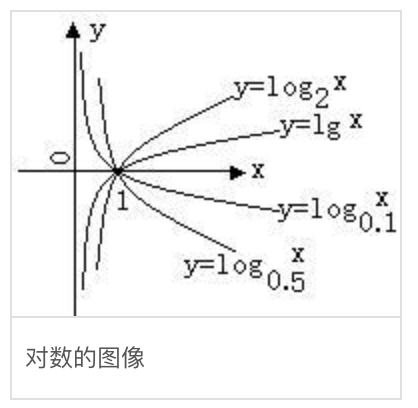 y
y=log₂x
y=lg x
0
x
1
y=log₀.₁x
y=log₀.₅x
对数的图像